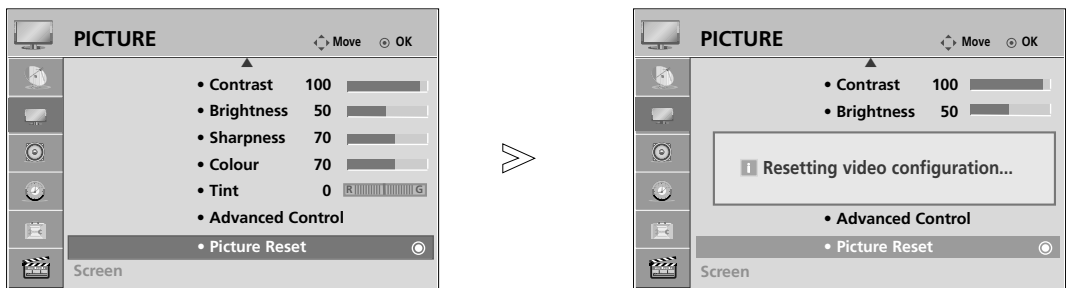 PICTURE Move OK
• Contrast 100
• Brightness 50
• Sharpness 70
• Colour 70
• Tint 0 R G
• Advanced Control
• Picture Reset
Screen
>
PICTURE Move OK
• Contrast 100
• Brightness 50
i Resetting video configuration...
• Advanced Control
• Picture Reset
Screen